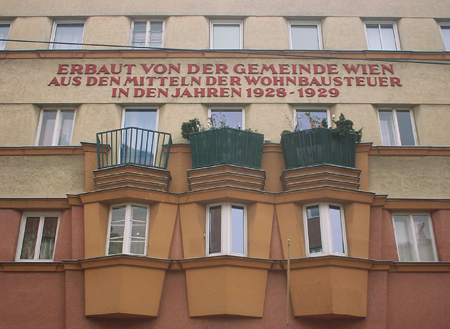 ERBAUT VON DER GEMEINDE WIEN
AUS DEN MITTELN DER WOHNBAUSTEUER
IN DEN JAHREN 1928-1929